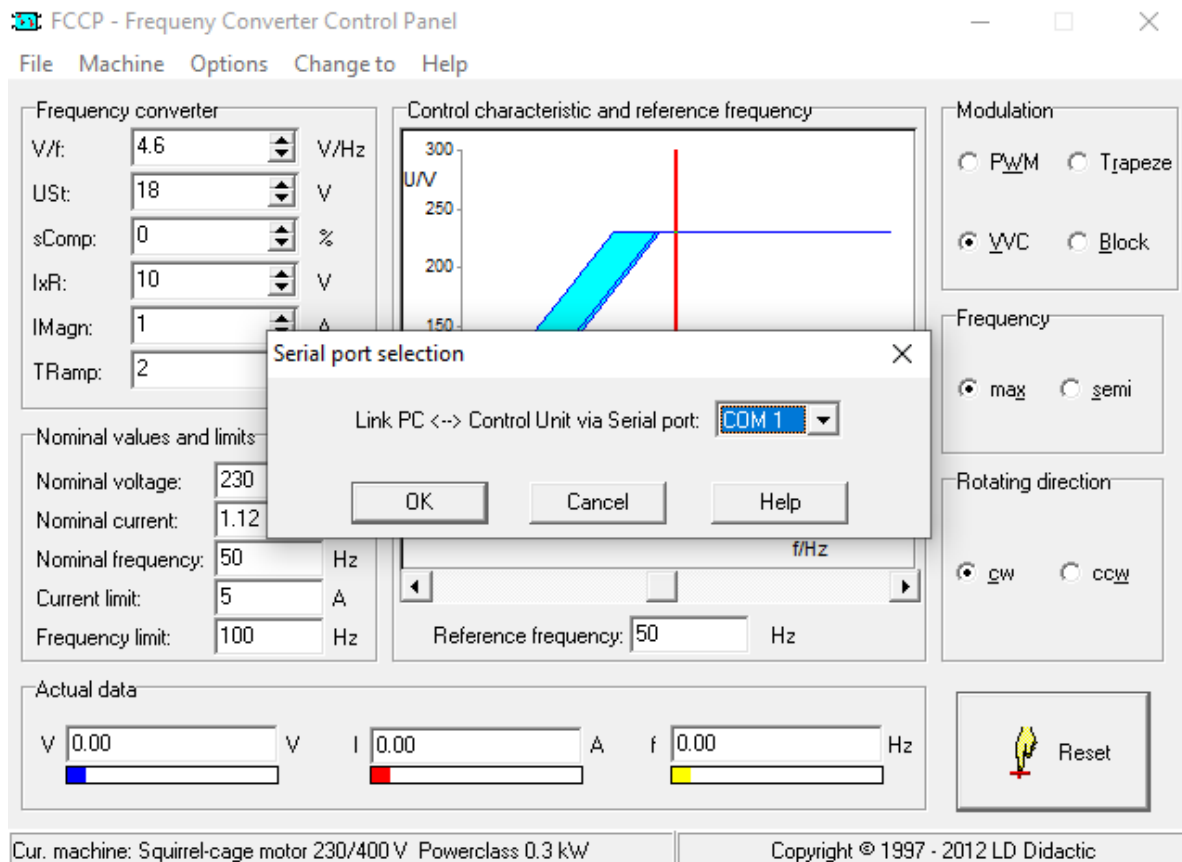 FCCP - Frequeny Converter Control Panel
File Machine Options Change to Help
Frequency converter
V/f: 4.6 V/Hz
USt: 18 V
sComp: 0 %
IxR: 10 V
IMagn: 1 A
TRamp: 2
Control characteristic and reference frequency
300
U/V
250
200
150
f/Hz
Reference frequency: 50 Hz
Modulation
PWM Trapeze
VVC Block
Frequency
max semi
Rotating direction
cw ccw
Serial port selection
Link PC <--> Control Unit via Serial port: COM 1
OK Cancel Help
Nominal values and limits
Nominal voltage: 230
Nominal current: 1.12
Nominal frequency: 50 Hz
Current limit: 5 A
Frequency limit: 100 Hz
Actual data
V 0.00 V I 0.00 A f 0.00 Hz
Reset
Cur. machine: Squirrel-cage motor 230/400 V Powerclass 0.3 kW
Copyright © 1997 - 2012 LD Didactic